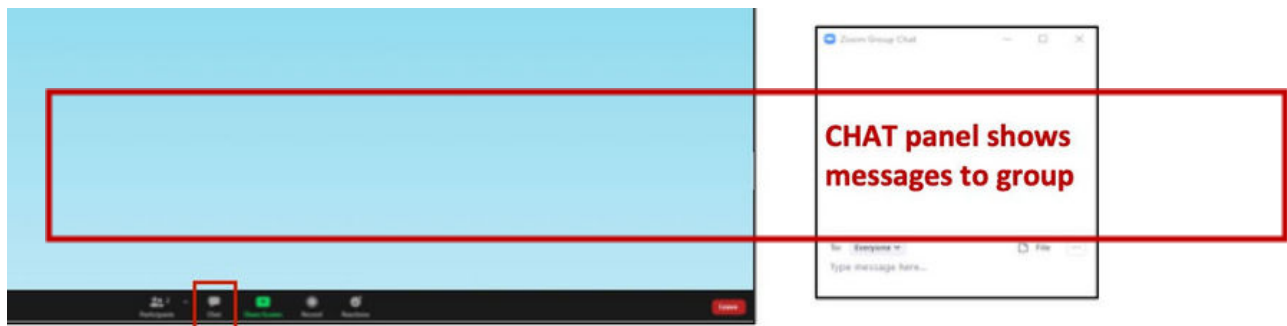 Zoom Group Chat
CHAT panel shows
messages to group
To: Everyone File
Type message here...
Participants 2 Chat Share Screen Record Reactions Leave